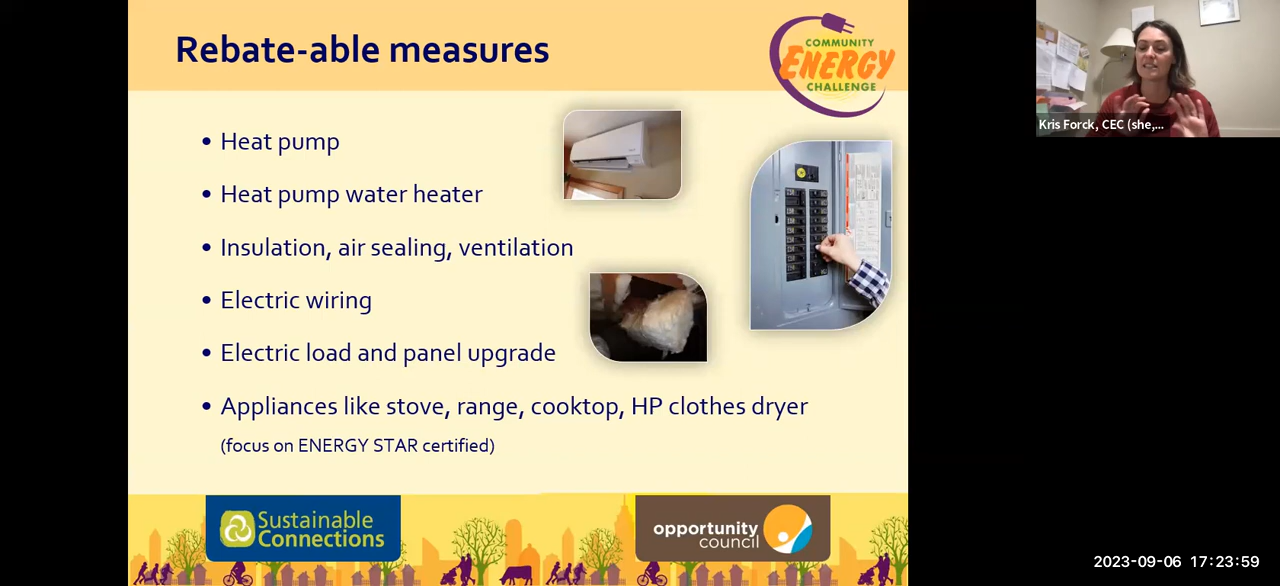 Rebate-able measures
COMMUNITY
ENERGY
CHALLENGE
• Heat pump
• Heat pump water heater
• Insulation, air sealing, ventilation
• Electric wiring
• Electric load and panel upgrade
• Appliances like stove, range, cooktop, HP clothes dryer
(focus on ENERGY STAR certified)
Sustainable
Connections
opportunity
council
Kris Forck, CEC (she,...
2023-09-06 17:23:59